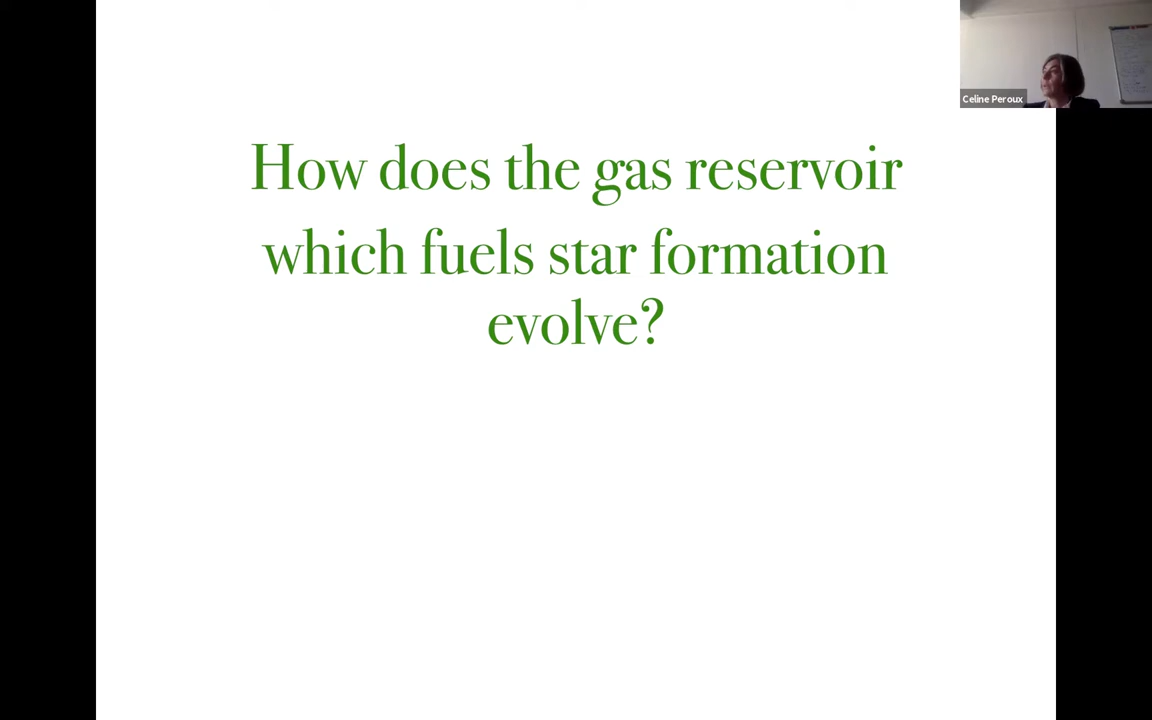 Celine Peroux
How does the gas reservoir
which fuels star formation
evolve?